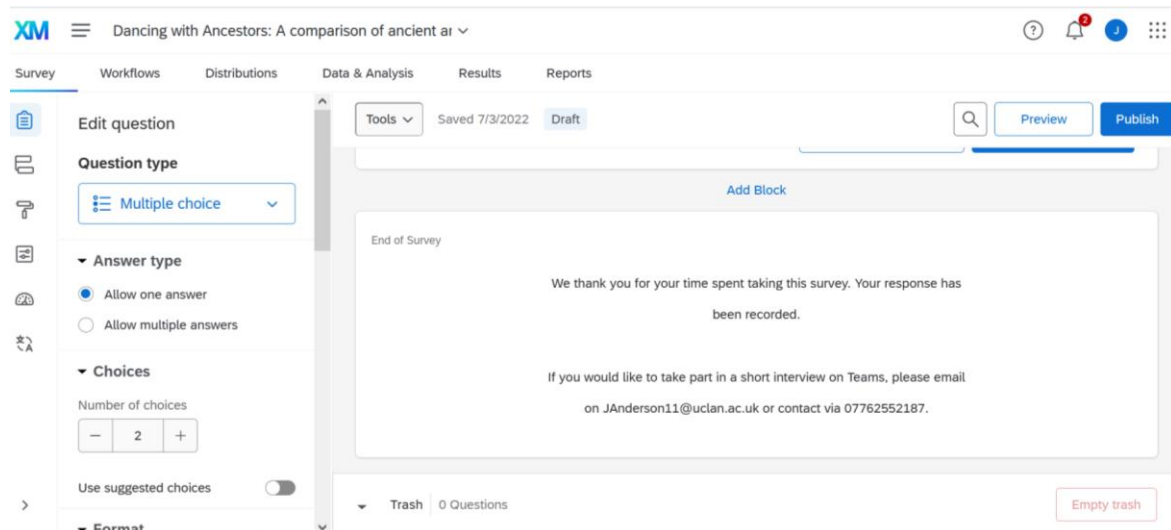 XM
Dancing with Ancestors: A comparison of ancient ar
2
J
Survey Workflows Distributions Data & Analysis Results Reports
Edit question
Question type
Multiple choice
Answer type
Allow one answer
Allow multiple answers
Choices
Number of choices
2
Use suggested choices
Format
Tools Saved 7/3/2022 Draft Preview Publish
Add Block
End of Survey
We thank you for your time spent taking this survey. Your response has
been recorded.
If you would like to take part in a short interview on Teams, please email
on JAnderson11@uclan.ac.uk or contact via 07762552187.
Trash 0 Questions Empty trash